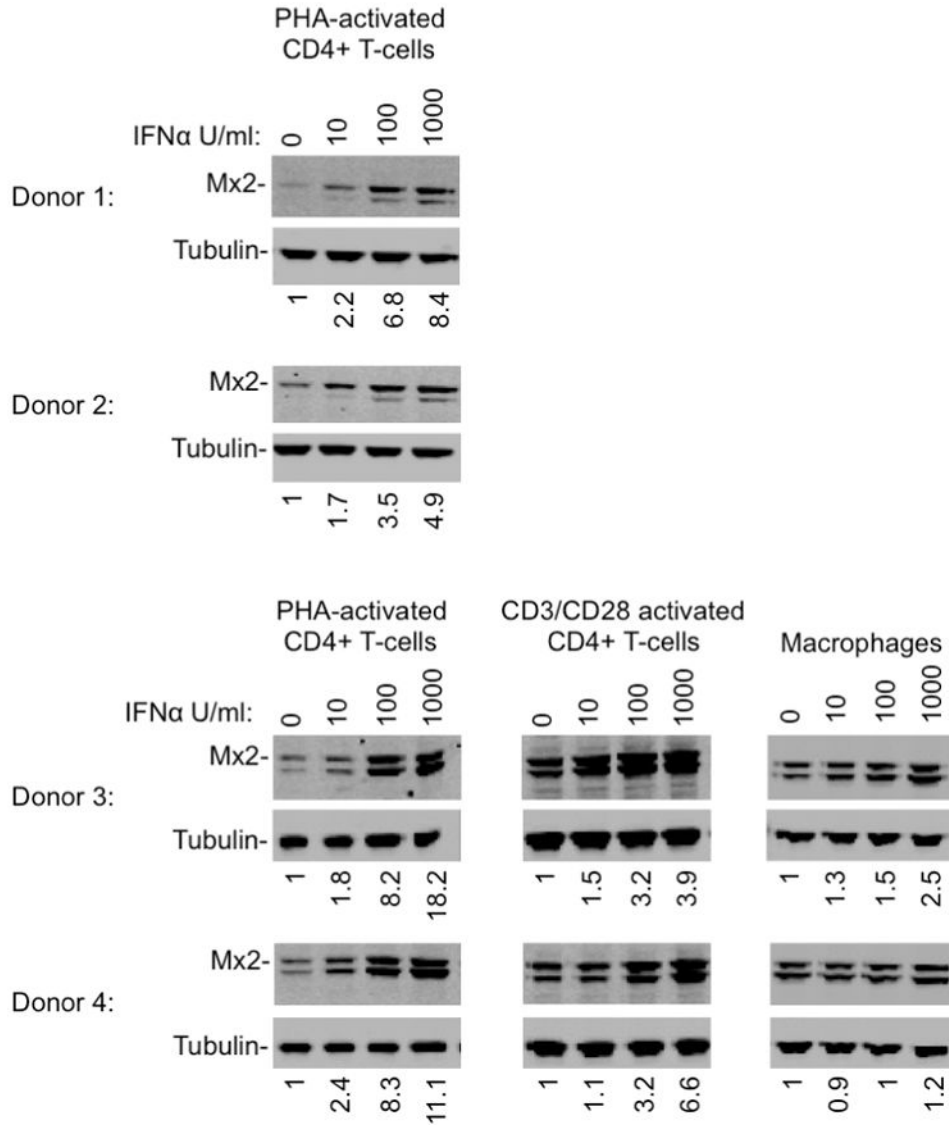 PHA-activated
CD4+ T-cells
IFNα U/ml: 0 10 100 1000
Donor 1:
Mx2-
Tubulin-
1 2.2 6.8 8.4
Donor 2:
Mx2-
Tubulin-
1 1.7 3.5 4.9
PHA-activated
CD4+ T-cells
CD3/CD28 activated
CD4+ T-cells
Macrophages
IFNα U/ml: 0 10 100 1000 0 10 100 1000 0 10 100 1000
Donor 3:
Mx2-
Tubulin-
1 1.8 8.2 18.2 1 1.5 3.2 3.9 1 1.3 1.5 2.5
Donor 4:
Mx2-
Tubulin-
1 2.4 8.3 11.1 1 1.1 3.2 6.6 1 0.9 1 1.2